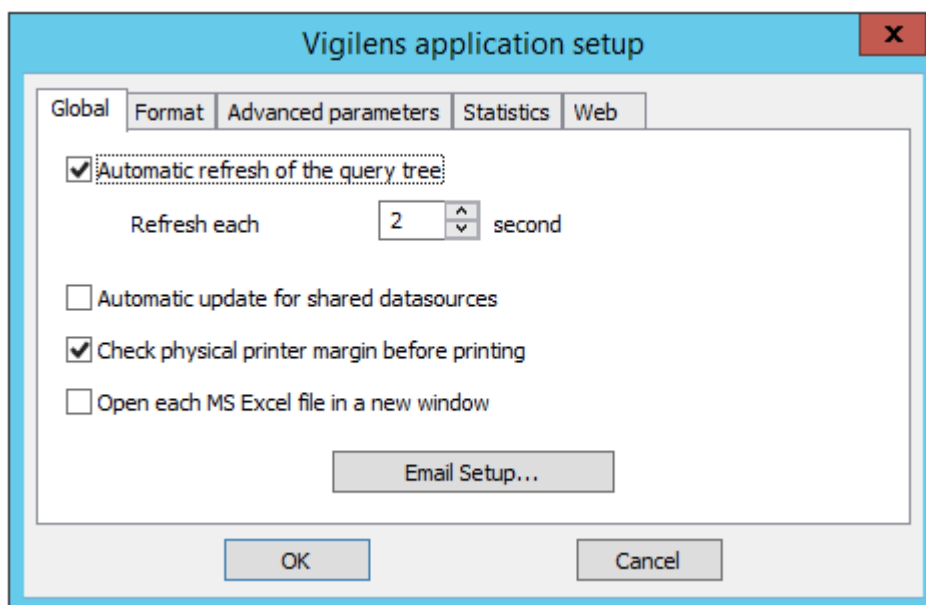 Vigilens application setup
x
Global Format Advanced parameters Statistics Web
Automatic refresh of the query tree
Refresh each 2 second
Automatic update for shared datasources
Check physical printer margin before printing
Open each MS Excel file in a new window
Email Setup...
OK Cancel